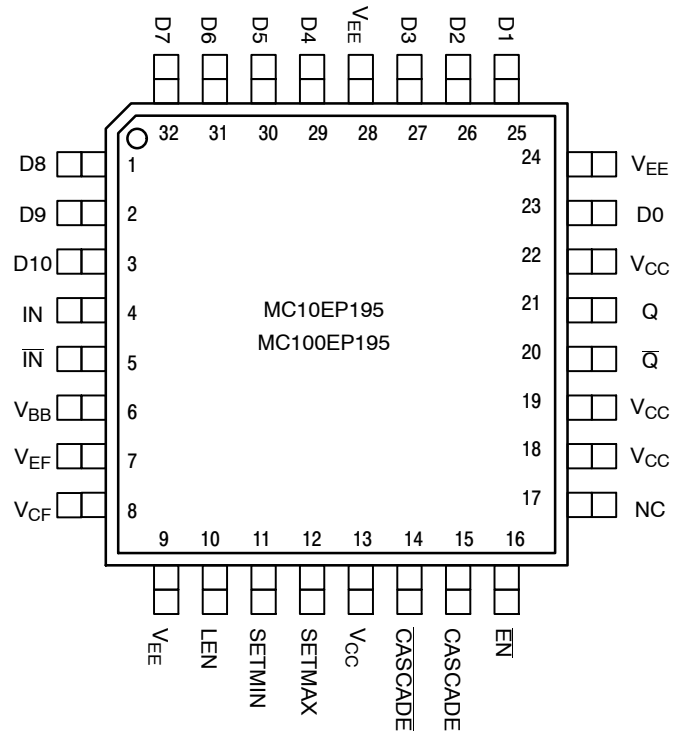 D7 D6 D5 D4 VEE D3 D2 D1
32 31 30 29 28 27 26 25
D8 1 24 VEE
D9 2 23 D0
D10 3 22 VCC
IN 4 21 Q
MC10EP195
MC100EP195
I̅N̅ 5 20 Q̅
VBB 6 19 VCC
VEF 7 18 VCC
VCF 8 17 NC
9 10 11 12 13 14 15 16
VEE LEN SETMIN SETMAX VCC C̅A̅S̅C̅A̅D̅E̅ CASCADE E̅N̅